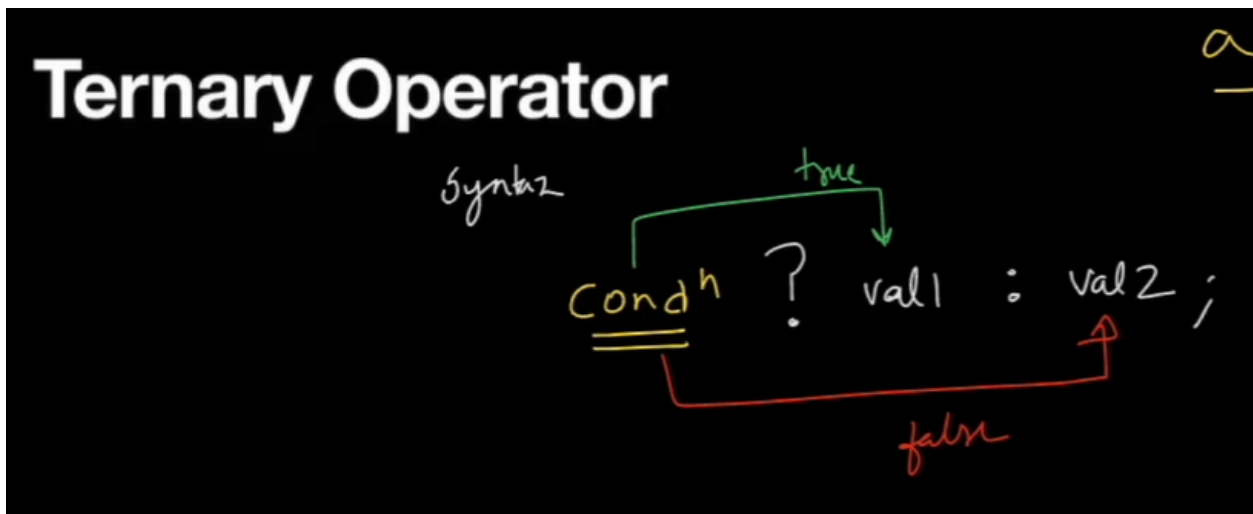 Ternary Operator
a
Syntax
true
Condⁿ ? val1 : val2 ;
false